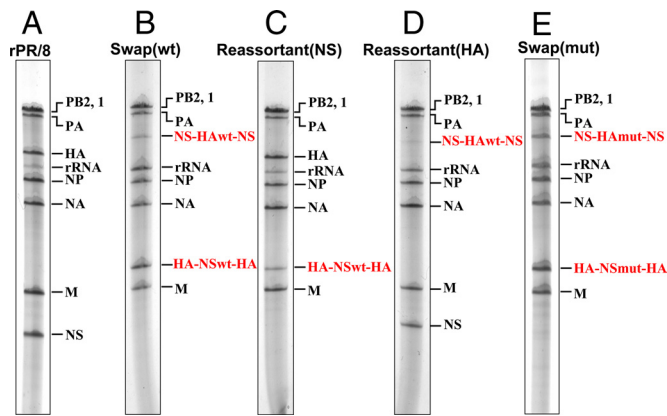 A
rPR/8
PB2, 1
PA
HA
rRNA
NP
NA
M
NS
B
Swap(wt)
PB2, 1
PA
NS-HAwt-NS
rRNA
NP
NA
HA-NSwt-HA
M
C
Reassortant(NS)
PB2, 1
PA
HA
rRNA
NP
NA
HA-NSwt-HA
M
D
Reassortant(HA)
PB2, 1
PA
NS-HAwt-NS
rRNA
NP
NA
M
NS
E
Swap(mut)
PB2, 1
PA
NS-HAmut-NS
rRNA
NP
NA
HA-NSmut-HA
M